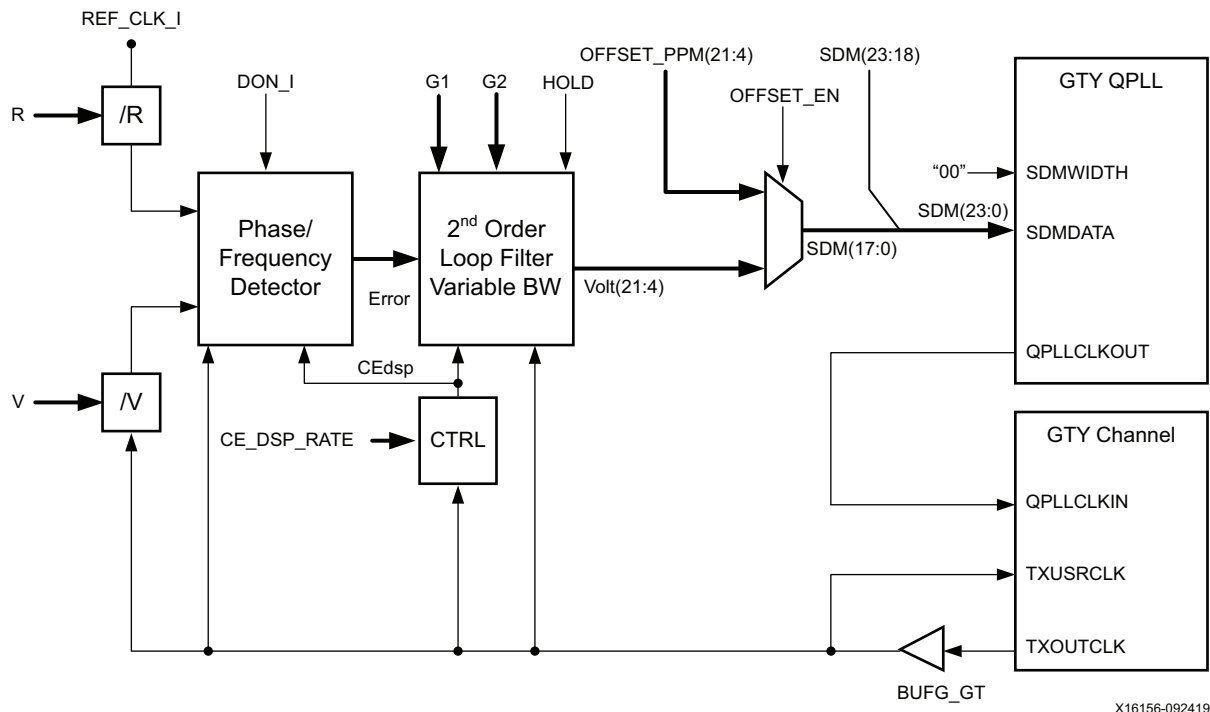 REF_CLK_I
OFFSET_PPM(21:4)
SDM(23:18)
GTY QPLL
DON_I
G1
G2
HOLD
OFFSET_EN
R
/R
"00"
SDMWIDTH
SDM(23:0)
SDMDATA
Phase/
Frequency
Detector
2nd Order
Loop Filter
Variable BW
SDM(17:0)
Error
Volt(21:4)
QPLLCLKOUT
CEdsp
V
/V
CE_DSP_RATE
CTRL
GTY Channel
QPLLCLKIN
TXUSRCLK
TXOUTCLK
BUFG_GT
X16156-092419